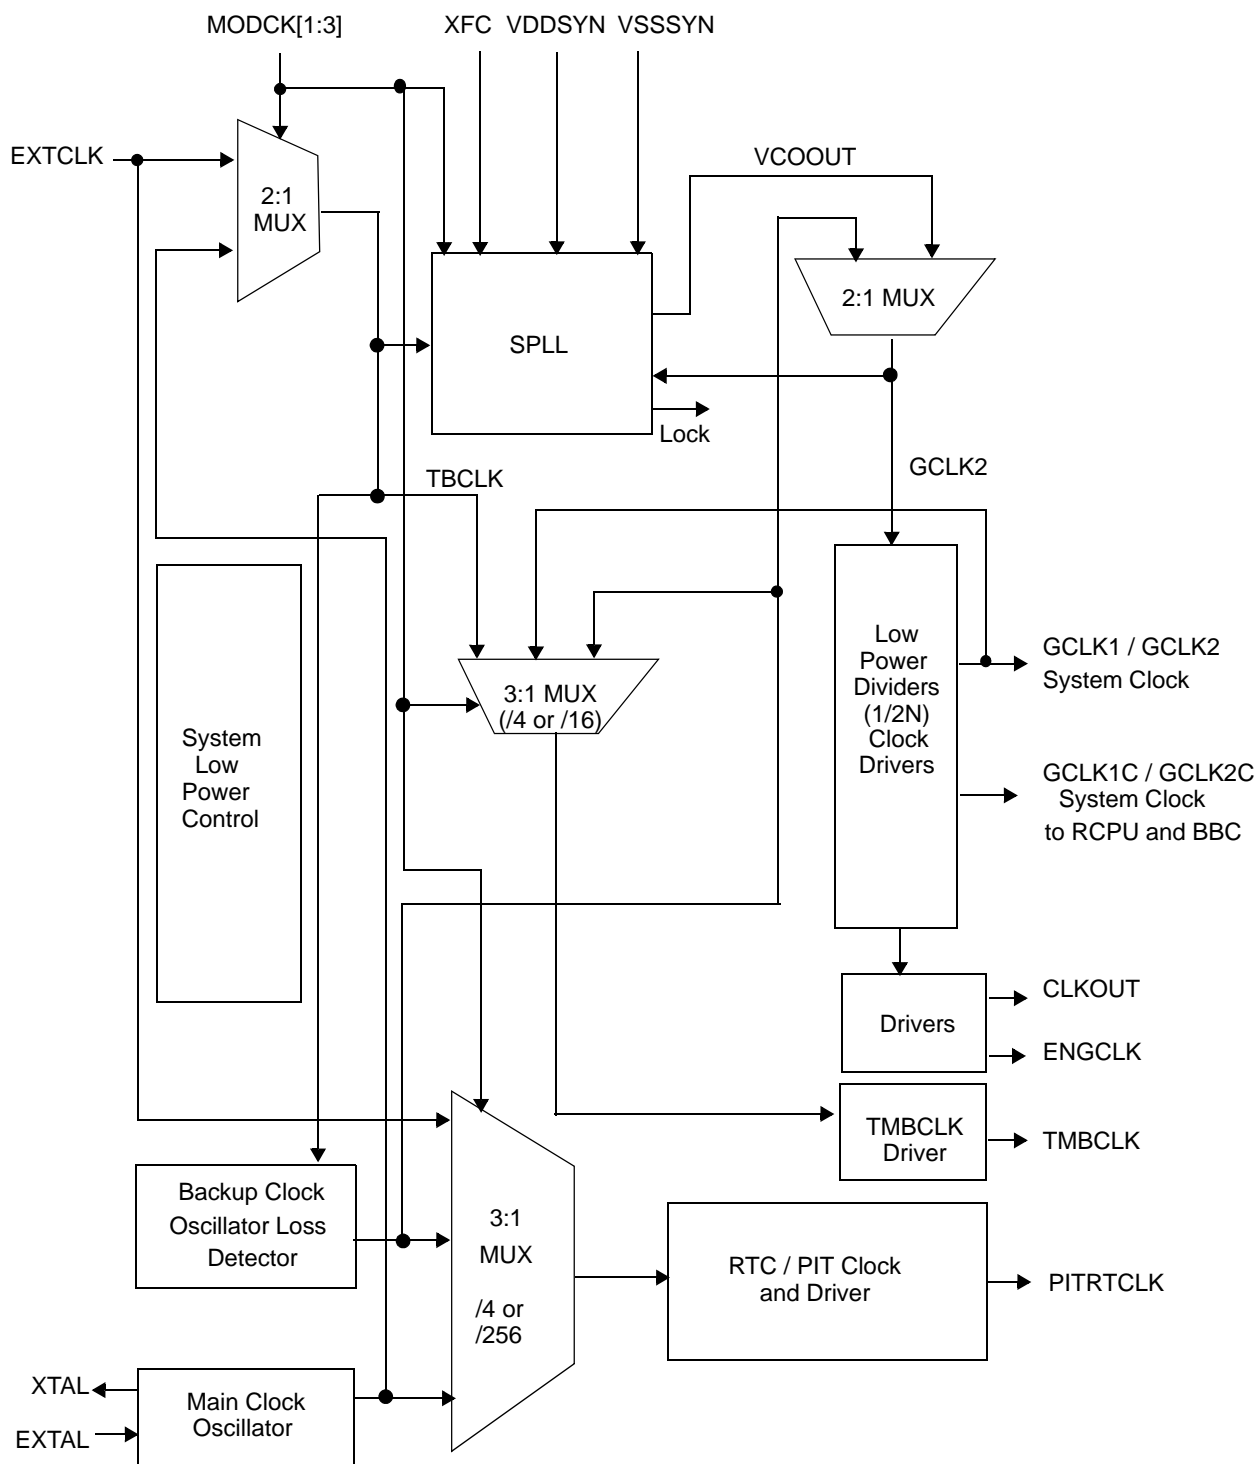 MODCK[1:3]
XFC
VDDSYN
VSSSYN
EXTCLK
2:1
MUX
VCOOUT
2:1 MUX
SPLL
Lock
GCLK2
TBCLK
Low
Power
Dividers
(1/2N)
Clock
Drivers
GCLK1 / GCLK2
System Clock
3:1 MUX
(/4 or /16)
System
Low
Power
Control
GCLK1C / GCLK2C
System Clock
to RCPU and BBC
Drivers
CLKOUT
ENGCLK
TMBCLK
Driver
TMBCLK
Backup Clock
Oscillator Loss
Detector
3:1
MUX
/4 or
/256
RTC / PIT Clock
and Driver
PITRTCLK
XTAL
EXTAL
Main Clock
Oscillator